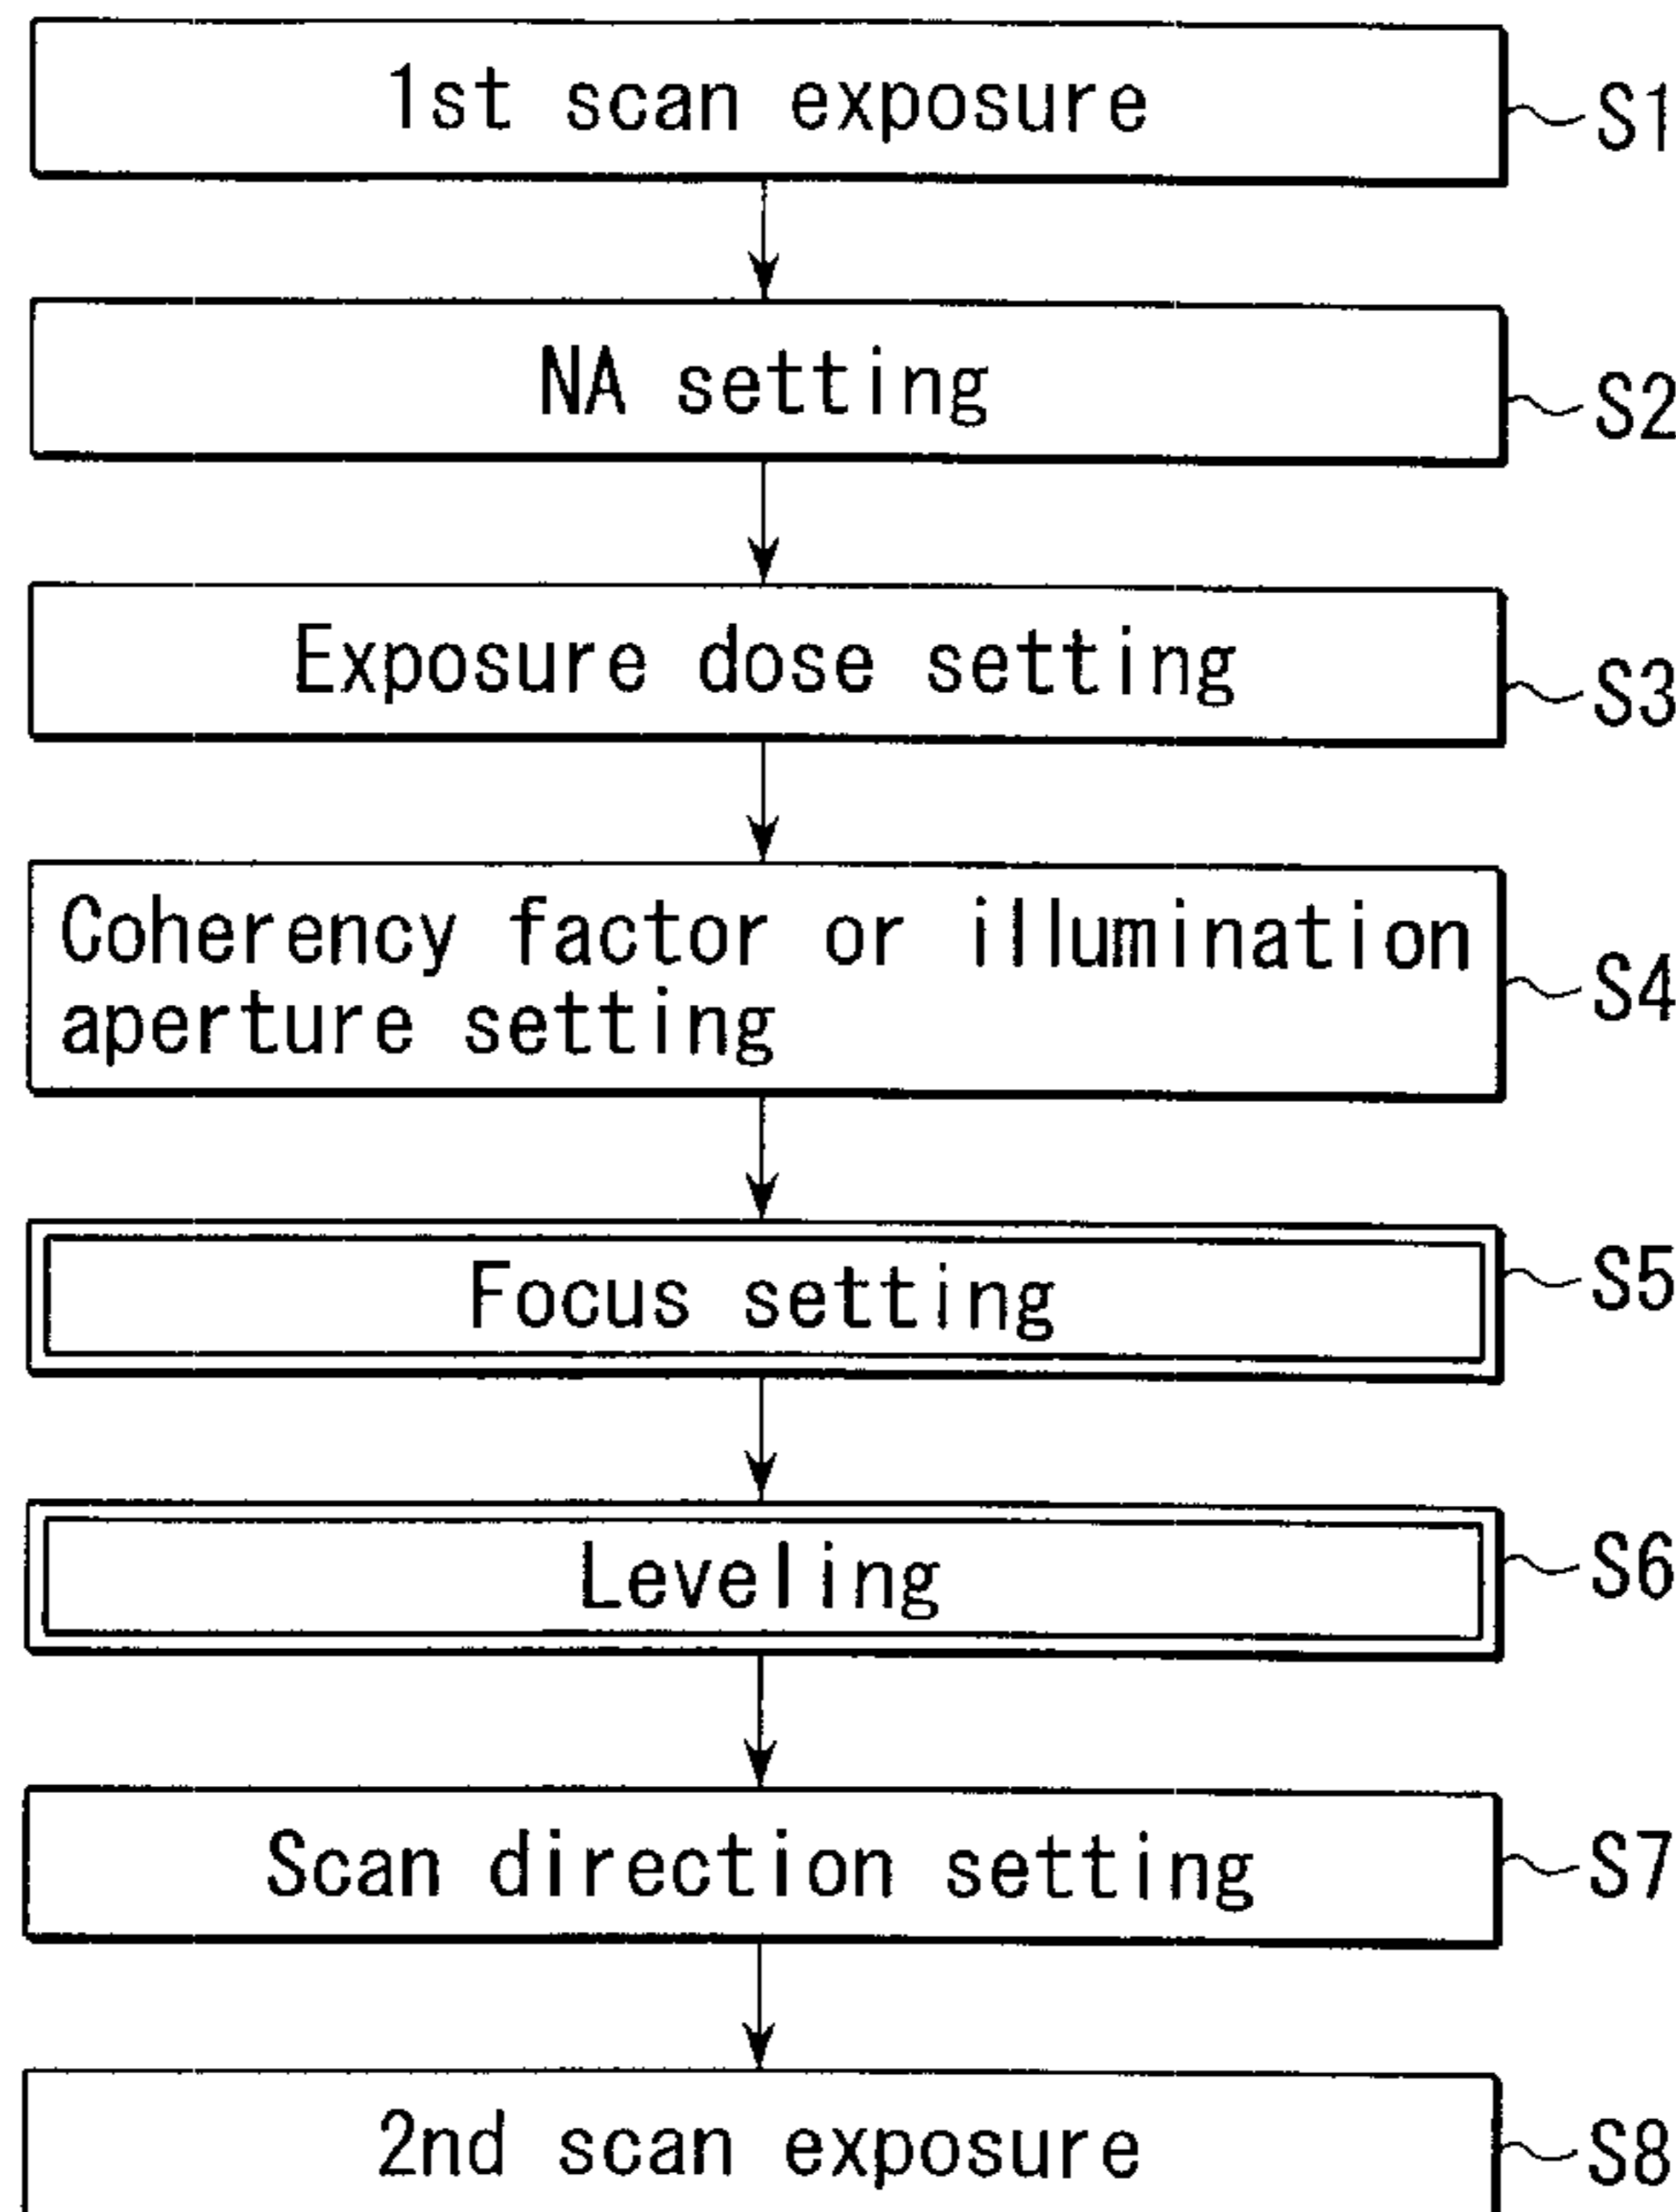 1st scan exposure
S1
NA setting
S2
Exposure dose setting
S3
Coherency factor or illumination
aperture setting
S4
Focus setting
S5
Leveling
S6
Scan direction setting
S7
2nd scan exposure
S8